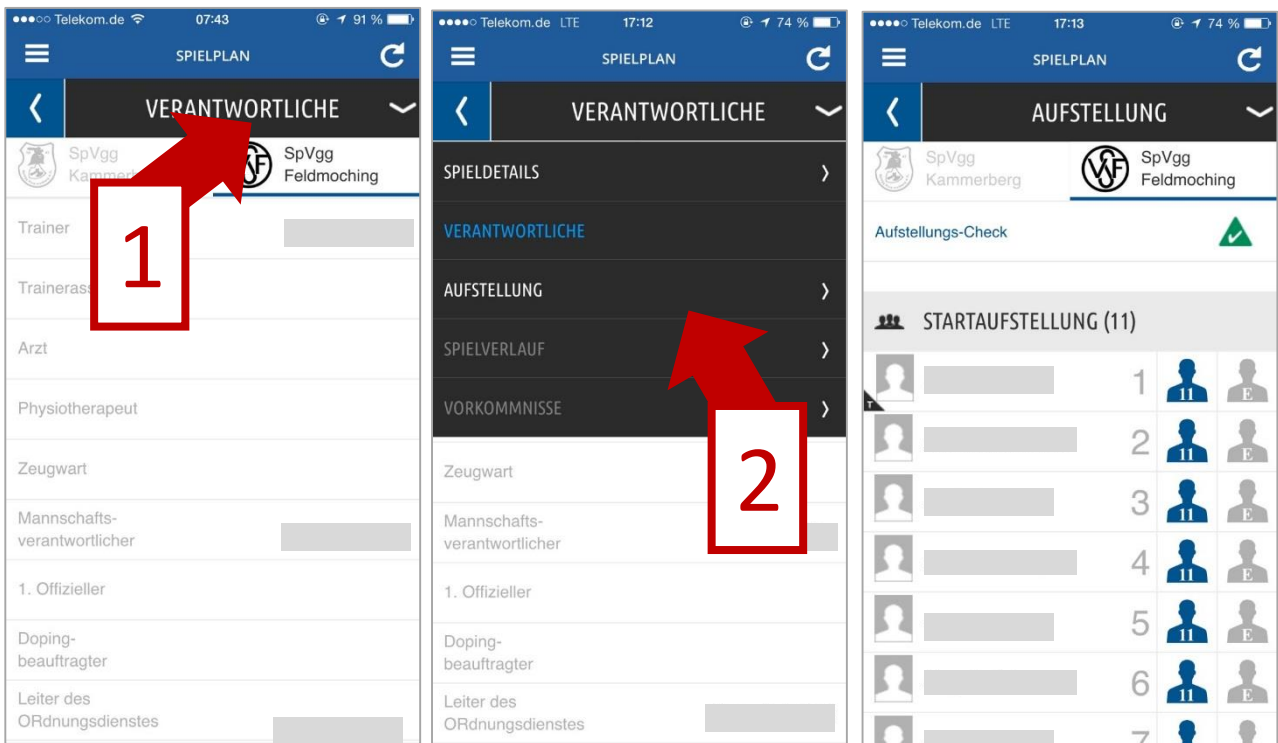 Telekom.de 07:43 91 %
SPIELPLAN
VERANTWORTLICHE
SpVgg
SpVgg
Feldmoching
Trainer
1
Arzt
Physiotherapeut
Zeugwart
Mannschafts-
verantwortlicher
1. Offizieller
Doping-
beauftragter
Leiter des
ORdnungsdienstes
Telekom.de LTE 17:12 74 %
SPIELPLAN
VERANTWORTLICHE
SPIELDETAILS
VERANTWORTLICHE
AUFSTELLUNG
SPIELVERLAUF
VORKOMMNISSE
2
Zeugwart
Mannschafts-
verantwortlicher
1. Offizieller
Doping-
beauftragter
Leiter des
ORdnungsdienstes
Telekom.de LTE 17:13 74 %
SPIELPLAN
AUFSTELLUNG
SpVgg
Kammerberg
SpVgg
Feldmoching
Aufstellungs-Check
STARTAUFSTELLUNG (11)
T 1 11 E
2 11 E
3 11 E
4 11 E
5 11 E
6 11 E
7